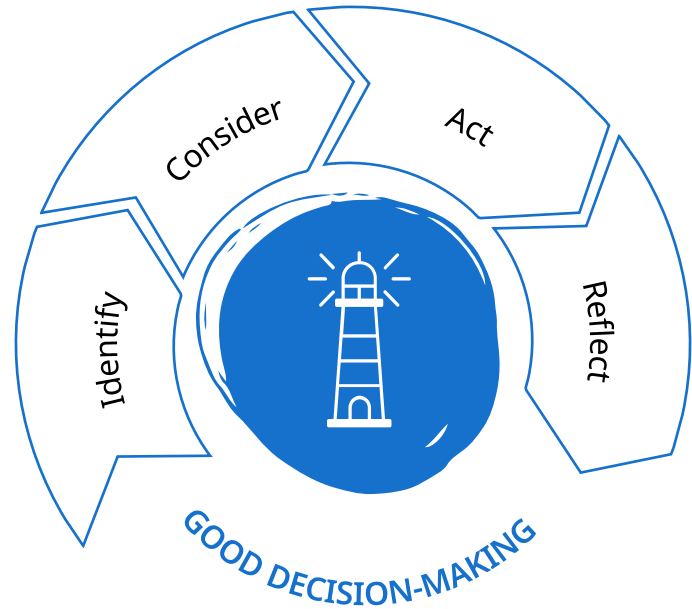 Identify
Consider
Act
Reflect
GOOD DECISION-MAKING